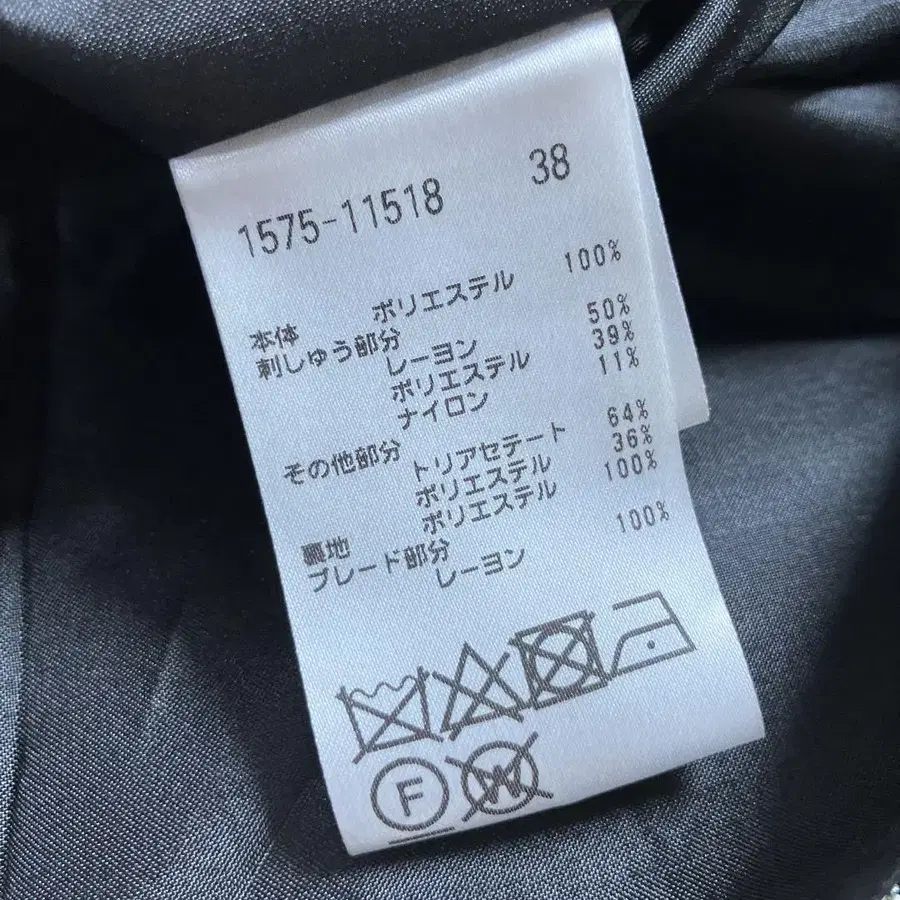 1575-11518 38
本体 ポリエステル 100%
刺しゅう部分
レーヨン 50%
ポリエステル 39%
ナイロン 11%
その他部分
トリアセテート 64%
ポリエステル 36%
裏地 ポリエステル 100%
ブレード部分
レーヨン 100%
F W